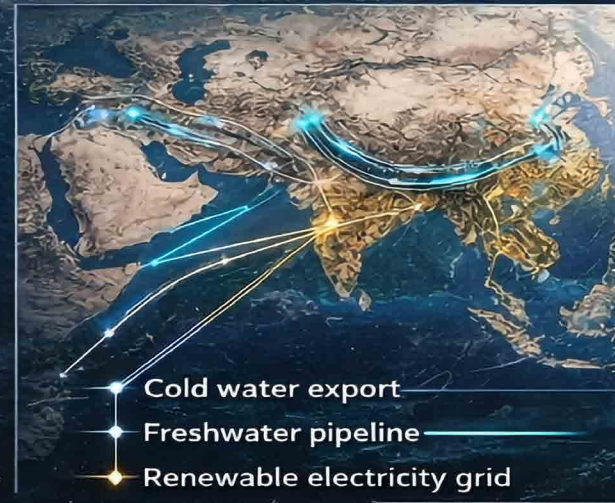 Cold water export
Freshwater pipeline
Renewable electricity grid